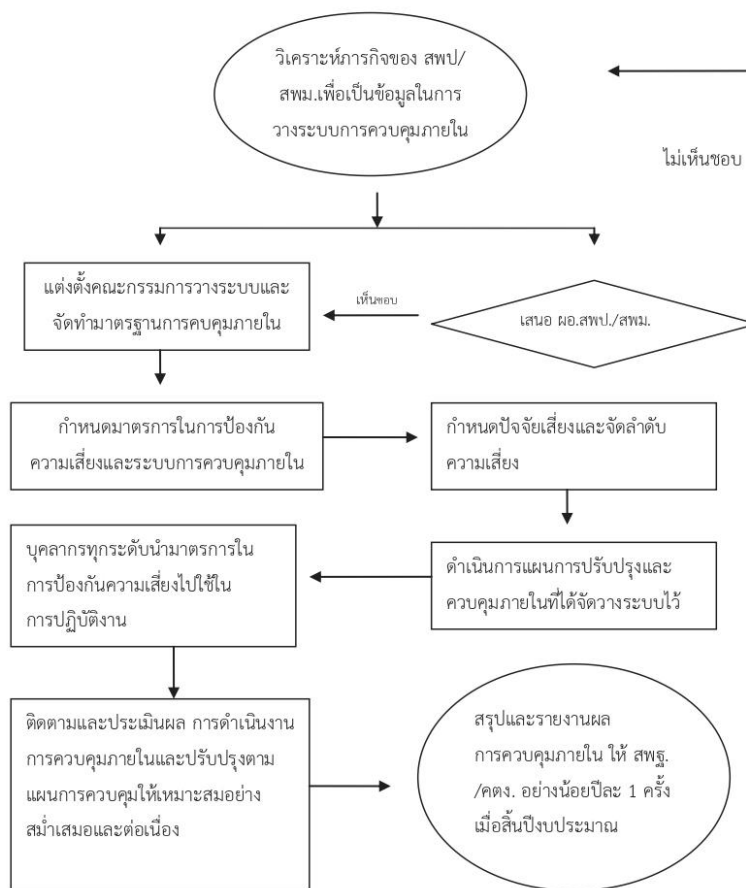 วิเคราะห์ภารกิจของ สพป/
สพม.เพื่อเป็นข้อมูลในการ
วางระบบการควบคุมภายใน
ไม่เห็นชอบ
แต่งตั้งคณะกรรมการวางระบบและ
จัดทำมาตรฐานการคบคุมภายใน
เห็นชอบ
เสนอ ผอ.สพป./สพม.
กำหนดมาตรการในการป้องกัน
ความเสี่ยงและระบบการควบคุมภายใน
กำหนดปัจจัยเสี่ยงและจัดลำดับ
ความเสี่ยง
บุคลากรทุกระดับนำมาตรการใน
การป้องกันความเสี่ยงไปใช้ใน
การปฏิบัติงาน
ดำเนินการแผนการปรับปรุงและ
ควบคุมภายในที่ได้จัดวางระบบไว้
ติดตามและประเมินผล การดำเนินงาน
การควบคุมภายในและปรับปรุงตาม
แผนการควบคุมให้เหมาะสมอย่าง
สม่ำเสมอและต่อเนื่อง
สรุปและรายงานผล
การควบคุมภายใน ให้ สพฐ.
/คตง. อย่างน้อยปีละ 1 ครั้ง
เมื่อสิ้นปีงบประมาณ